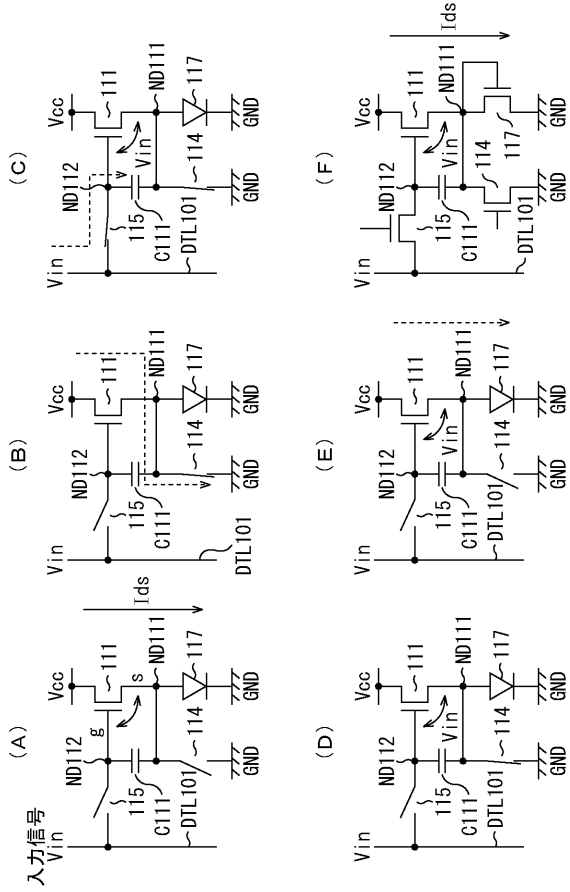 (A)
入力信号
Vin
Vcc
ND112
g
111
s
ND111
Ids
115
C111
114
117
DTL101
GND
GND
(B)
Vin
Vcc
ND112
111
ND111
115
C111
114
117
DTL101
GND
GND
(C)
Vin
Vcc
ND112
111
ND111
Vin
115
C111
114
117
DTL101
GND
GND
(D)
Vin
Vcc
ND112
111
ND111
Vin
115
C111
114
117
DTL101
GND
GND
(E)
Vin
Vcc
ND112
111
ND111
Vin
115
C111
114
117
DTL101
GND
GND
(F)
Vin
Vcc
ND112
111
ND111
Ids
Vin
115
C111
114
117
DTL101
GND
GND